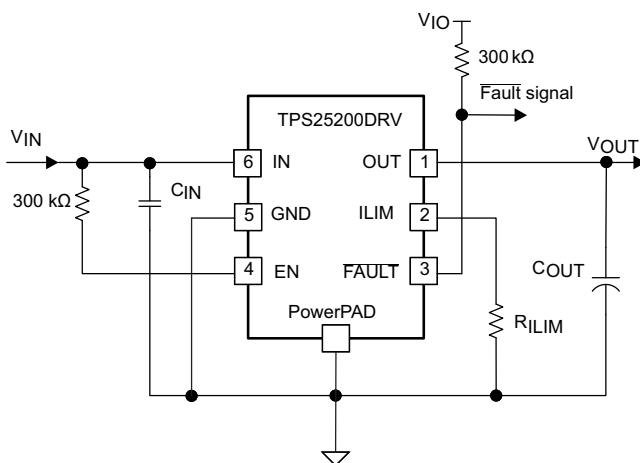 VIO
300 kΩ
Fault signal
TPS25200DRV
VIN
VOUT
6 IN
OUT 1
CIN
300 kΩ
5 GND
ILIM 2
4 EN
FAULT 3
COUT
PowerPAD
RILIM